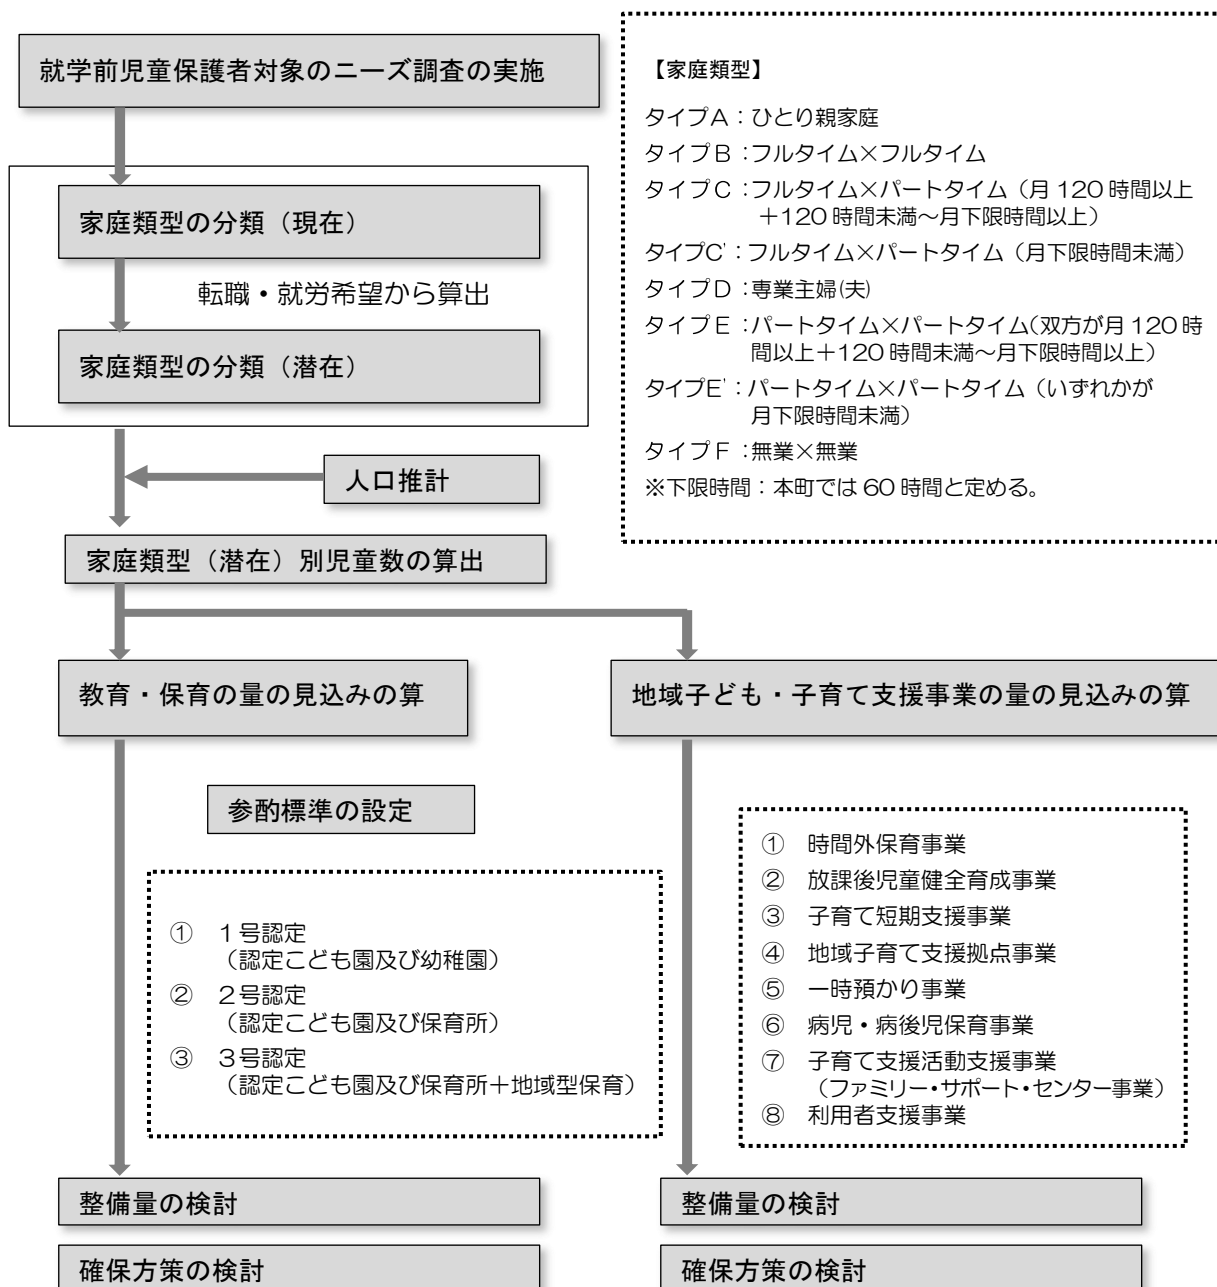 就学前児童保護者対象のニーズ調査の実施
家庭類型の分類（現在）
転職・就労希望から算出
家庭類型の分類（潜在）
人口推計
家庭類型（潜在）別児童数の算出
【家庭類型】
タイプA：ひとり親家庭
タイプB：フルタイム×フルタイム
タイプC：フルタイム×パートタイム（月120時間以上
＋120時間未満～月下限時間以上）
タイプC'：フルタイム×パートタイム（月下限時間未満）
タイプD：専業主婦(夫)
タイプE：パートタイム×パートタイム(双方が月120時
間以上＋120時間未満～月下限時間以上）
タイプE'：パートタイム×パートタイム（いずれかが
月下限時間未満）
タイプF：無業×無業
※下限時間：本町では60時間と定める。
教育・保育の量の見込みの算
参酌標準の設定
① 1号認定
（認定こども園及び幼稚園）
② 2号認定
（認定こども園及び保育所）
③ 3号認定
（認定こども園及び保育所＋地域型保育）
整備量の検討
確保方策の検討
地域子ども・子育て支援事業の量の見込みの算
① 時間外保育事業
② 放課後児童健全育成事業
③ 子育て短期支援事業
④ 地域子育て支援拠点事業
⑤ 一時預かり事業
⑥ 病児・病後児保育事業
⑦ 子育て支援活動支援事業
（ファミリー・サポート・センター事業）
⑧ 利用者支援事業
整備量の検討
確保方策の検討